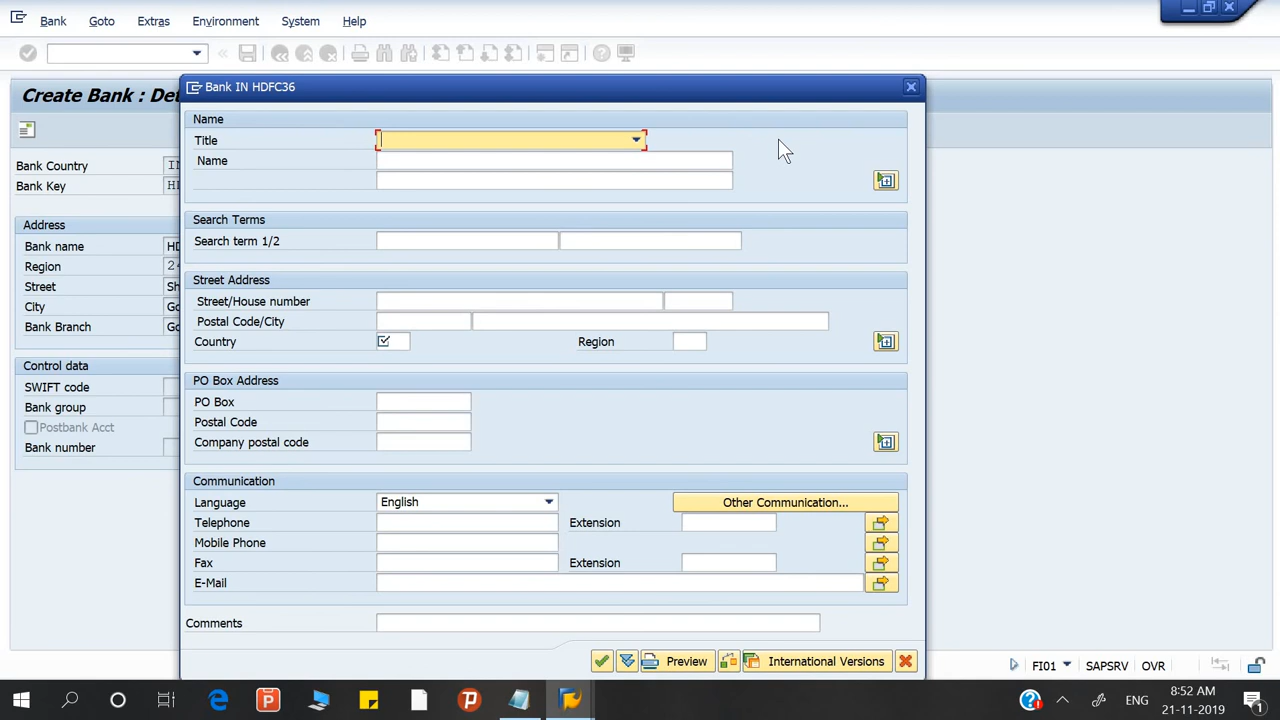 Bank Goto Extras Environment System Help
Bank IN HDFC36
Create Bank : Det
Name
Title
Bank Country IN
Name
Bank Key
Search Terms
Address
Search term 1/2
Bank name
Region
Street Address
Street
Street/House number
City
Postal Code/City
Bank Branch
Country Region
Control data
PO Box Address
SWIFT code
PO Box
Bank group
Postal Code
Postbank Acct
Company postal code
Bank number
Communication
Language English Other Communication...
Telephone Extension
Mobile Phone
Fax Extension
E-Mail
Comments
Preview International Versions
FI01 SAPSRV OVR
8:52 AM
ENG
21-11-2019
1